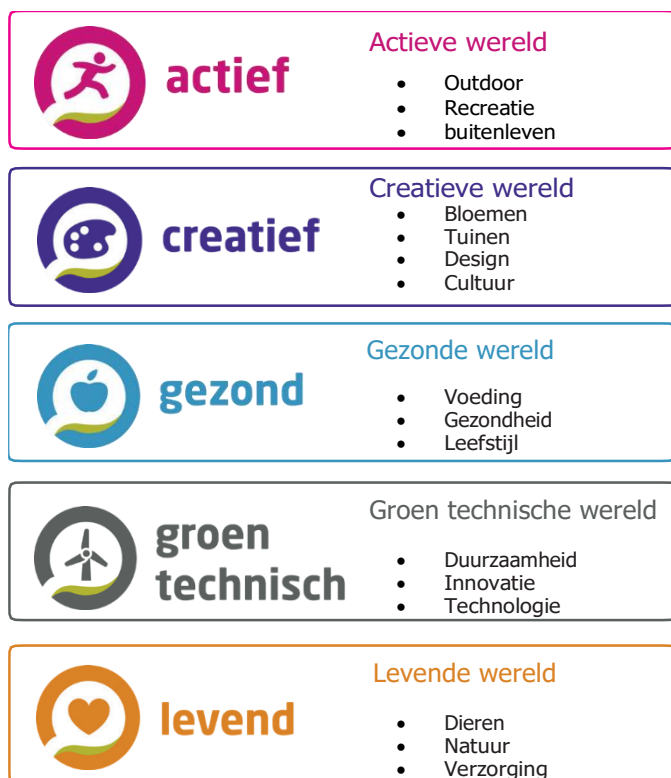 actief
Actieve wereld
• Outdoor
• Recreatie
• buitenleven
creatief
Creatieve wereld
• Bloemen
• Tuinen
• Design
• Cultuur
gezond
Gezonde wereld
• Voeding
• Gezondheid
• Leefstijl
groen
technisch
Groen technische wereld
• Duurzaamheid
• Innovatie
• Technologie
levend
Levende wereld
• Dieren
• Natuur
• Verzorging